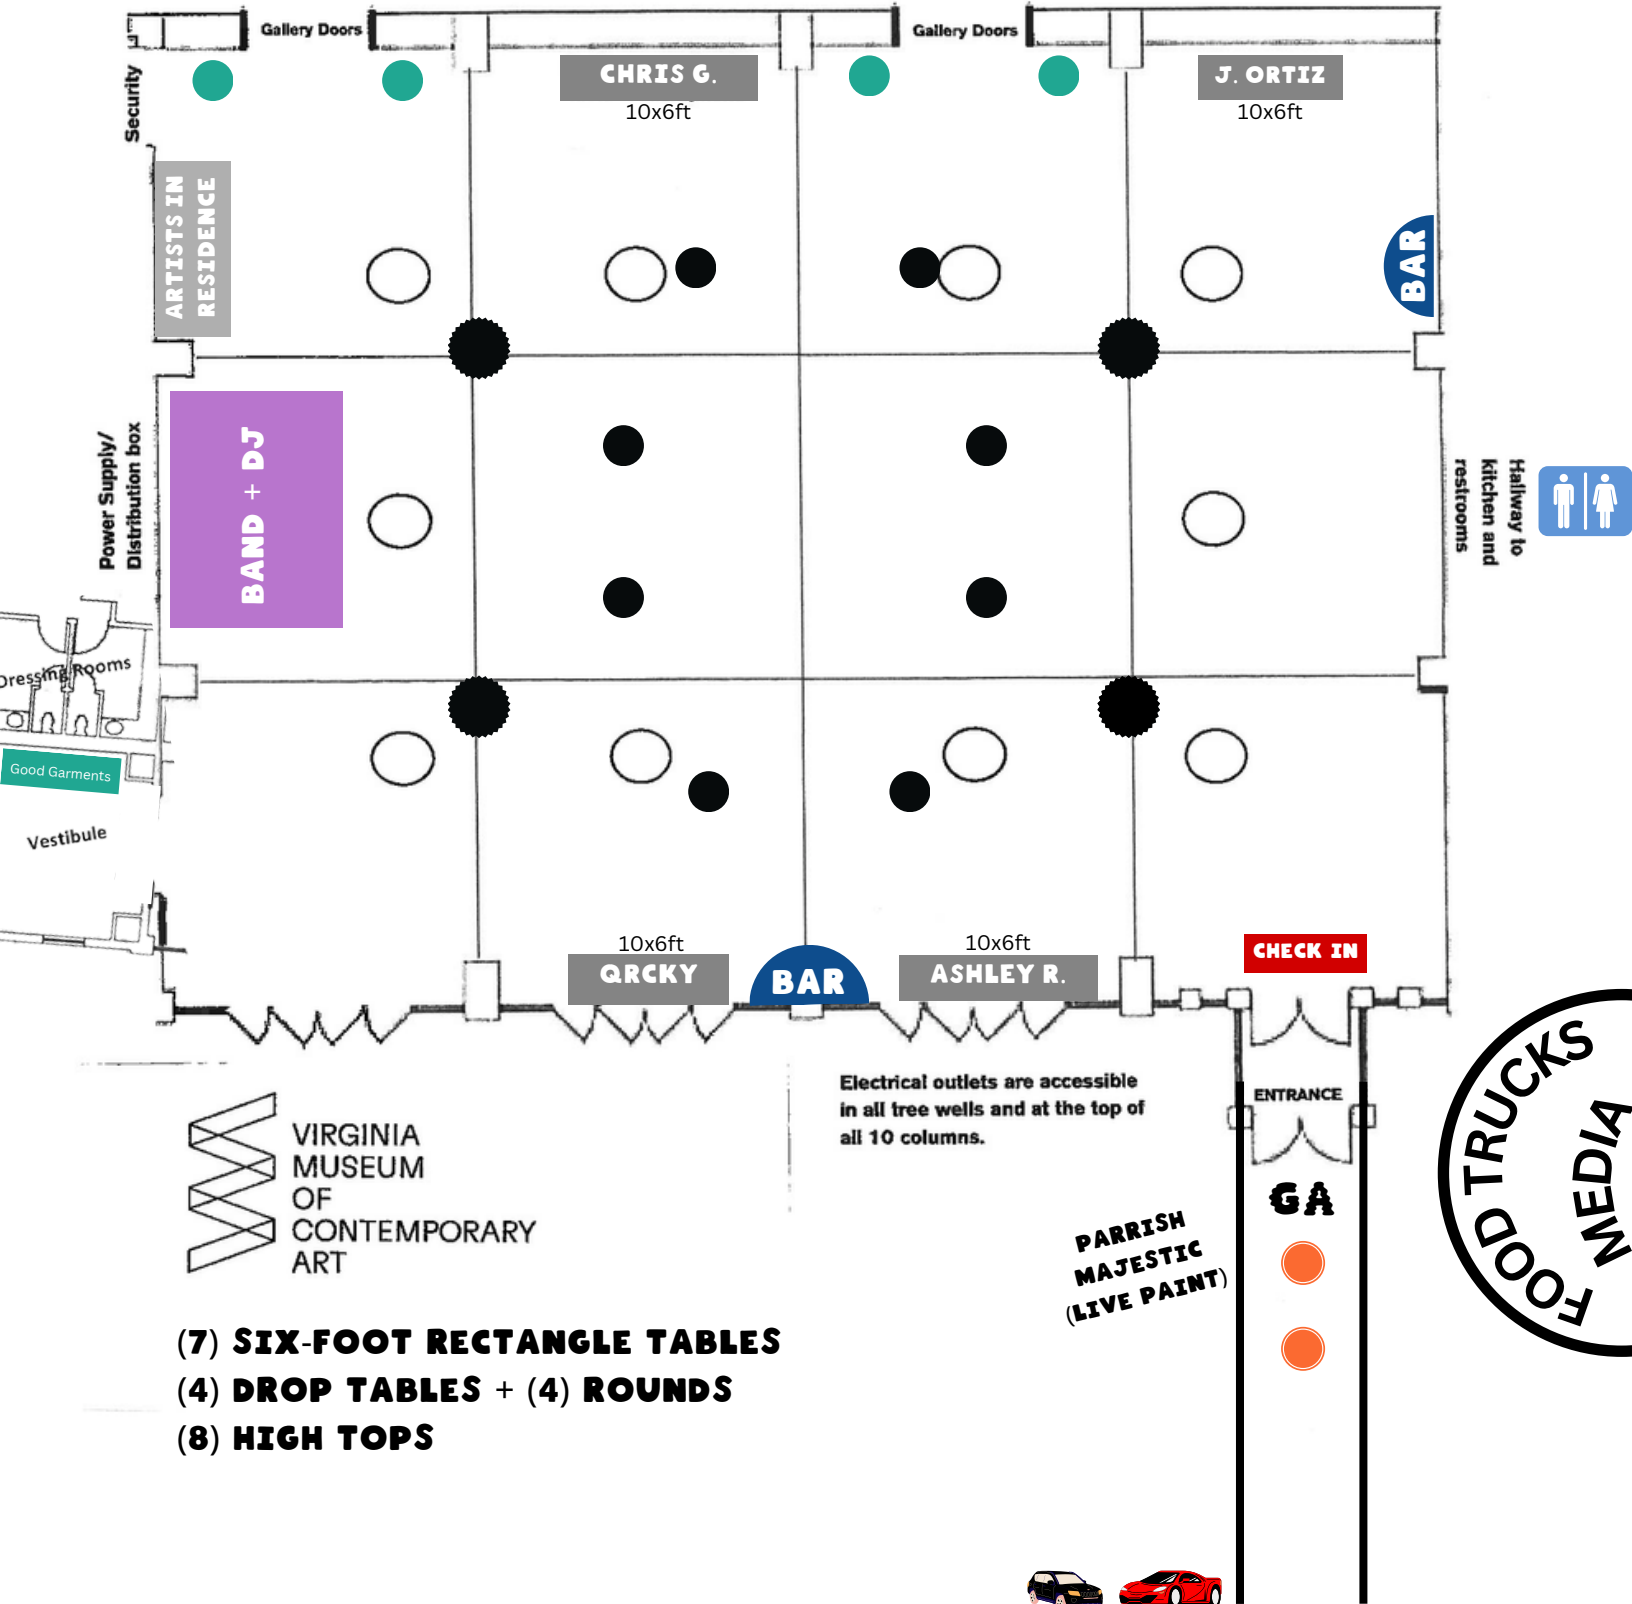 Gallery Doors
Gallery Doors
Security
CHRIS G.
10x6ft
J. ORTIZ
10x6ft
ARTISTS IN
RESIDENCE
BAR
Power Supply/
Distribution box
BAND + DJ
Hallway to
kitchen and
restrooms
Dressing Rooms
Good Garments
Vestibule
10x6ft
QRCKY
BAR
10x6ft
ASHLEY R.
CHECK IN
Electrical outlets are accessible
in all tree wells and at the top of
all 10 columns.
ENTRANCE
GA
PARRISH
MAJESTIC
(LIVE PAINT)
FOOD TRUCKS
MEDIA
VIRGINIA
MUSEUM
OF
CONTEMPORARY
ART
(7) SIX-FOOT RECTANGLE TABLES
(4) DROP TABLES + (4) ROUNDS
(8) HIGH TOPS